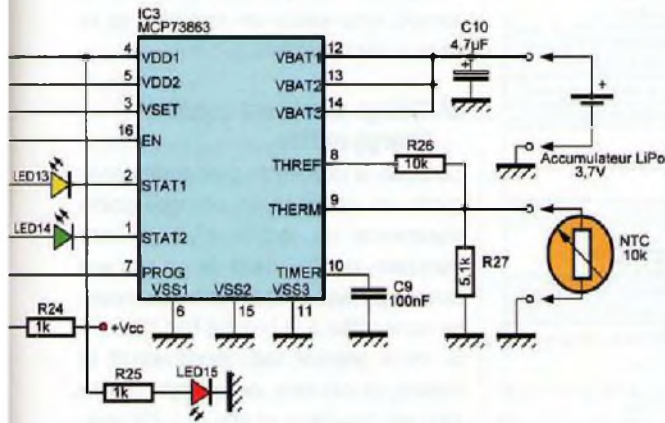 IC3
MCP73863
4 VDD1 VBAT1 12
5 VDD2 VBAT2 13
3 VSET VBAT3 14
16 EN
THREF 8
LED13
2 STAT1 THERM 9
LED14
1 STAT2
7 PROG TIMER 10
VSS1 VSS2 VSS3
6 15 11
C10
4,7µF
+
+
Accumulateur LiPo
3,7V
R26
10k
R27
5,1k
NTC
10k
C9
100nF
R24
1k
+Vcc
R25
1k
LED15